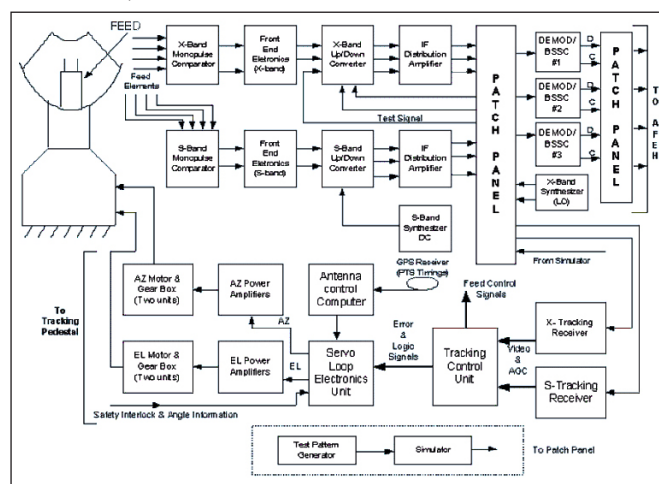 FEED
X-Band
Monopulse
Comparator
Front
End
Eletronics
(X-band)
X-Band
Up/Down
Converter
IF
Distribution
Amplifier
PATCH PANEL
DEMOD/
BSSC
#1
D
C
DEMOD/
BSSC
#2
D
C
DEMOD/
BSSC
#3
D
C
PATCH PANEL
TO AFEH
Feed
Elements
Test Signal
S-Band
Monopulse
Comparator
Front
End
Eletronics
(S-band)
S-Band
Up/Down
Converter
IF
Distribution
Amplifier
X-Band
Synthesizer
(LO)
S-Band
Synthesizer
DC
From Simulator
GPS Receiver
(PTS Timings)
Feed Control
Signals
AZ Motor &
Gear Box
(Two units)
AZ Power
Amplifiers
Antenna
control
Computer
To
Tracking
Pedestal
AZ
Error
&
Logic
Signals
X- Tracking
Receiver
EL Motor &
Gear Box
(Two units)
EL Power
Amplifiers
EL
Servo
Loop
Electronics
Unit
Tracking
Control
Unit
Video
&
AGC
S-Tracking
Receiver
Safety Interlock & Angle Information
Test Pattern
Generator
Simulator
To Patch Panel